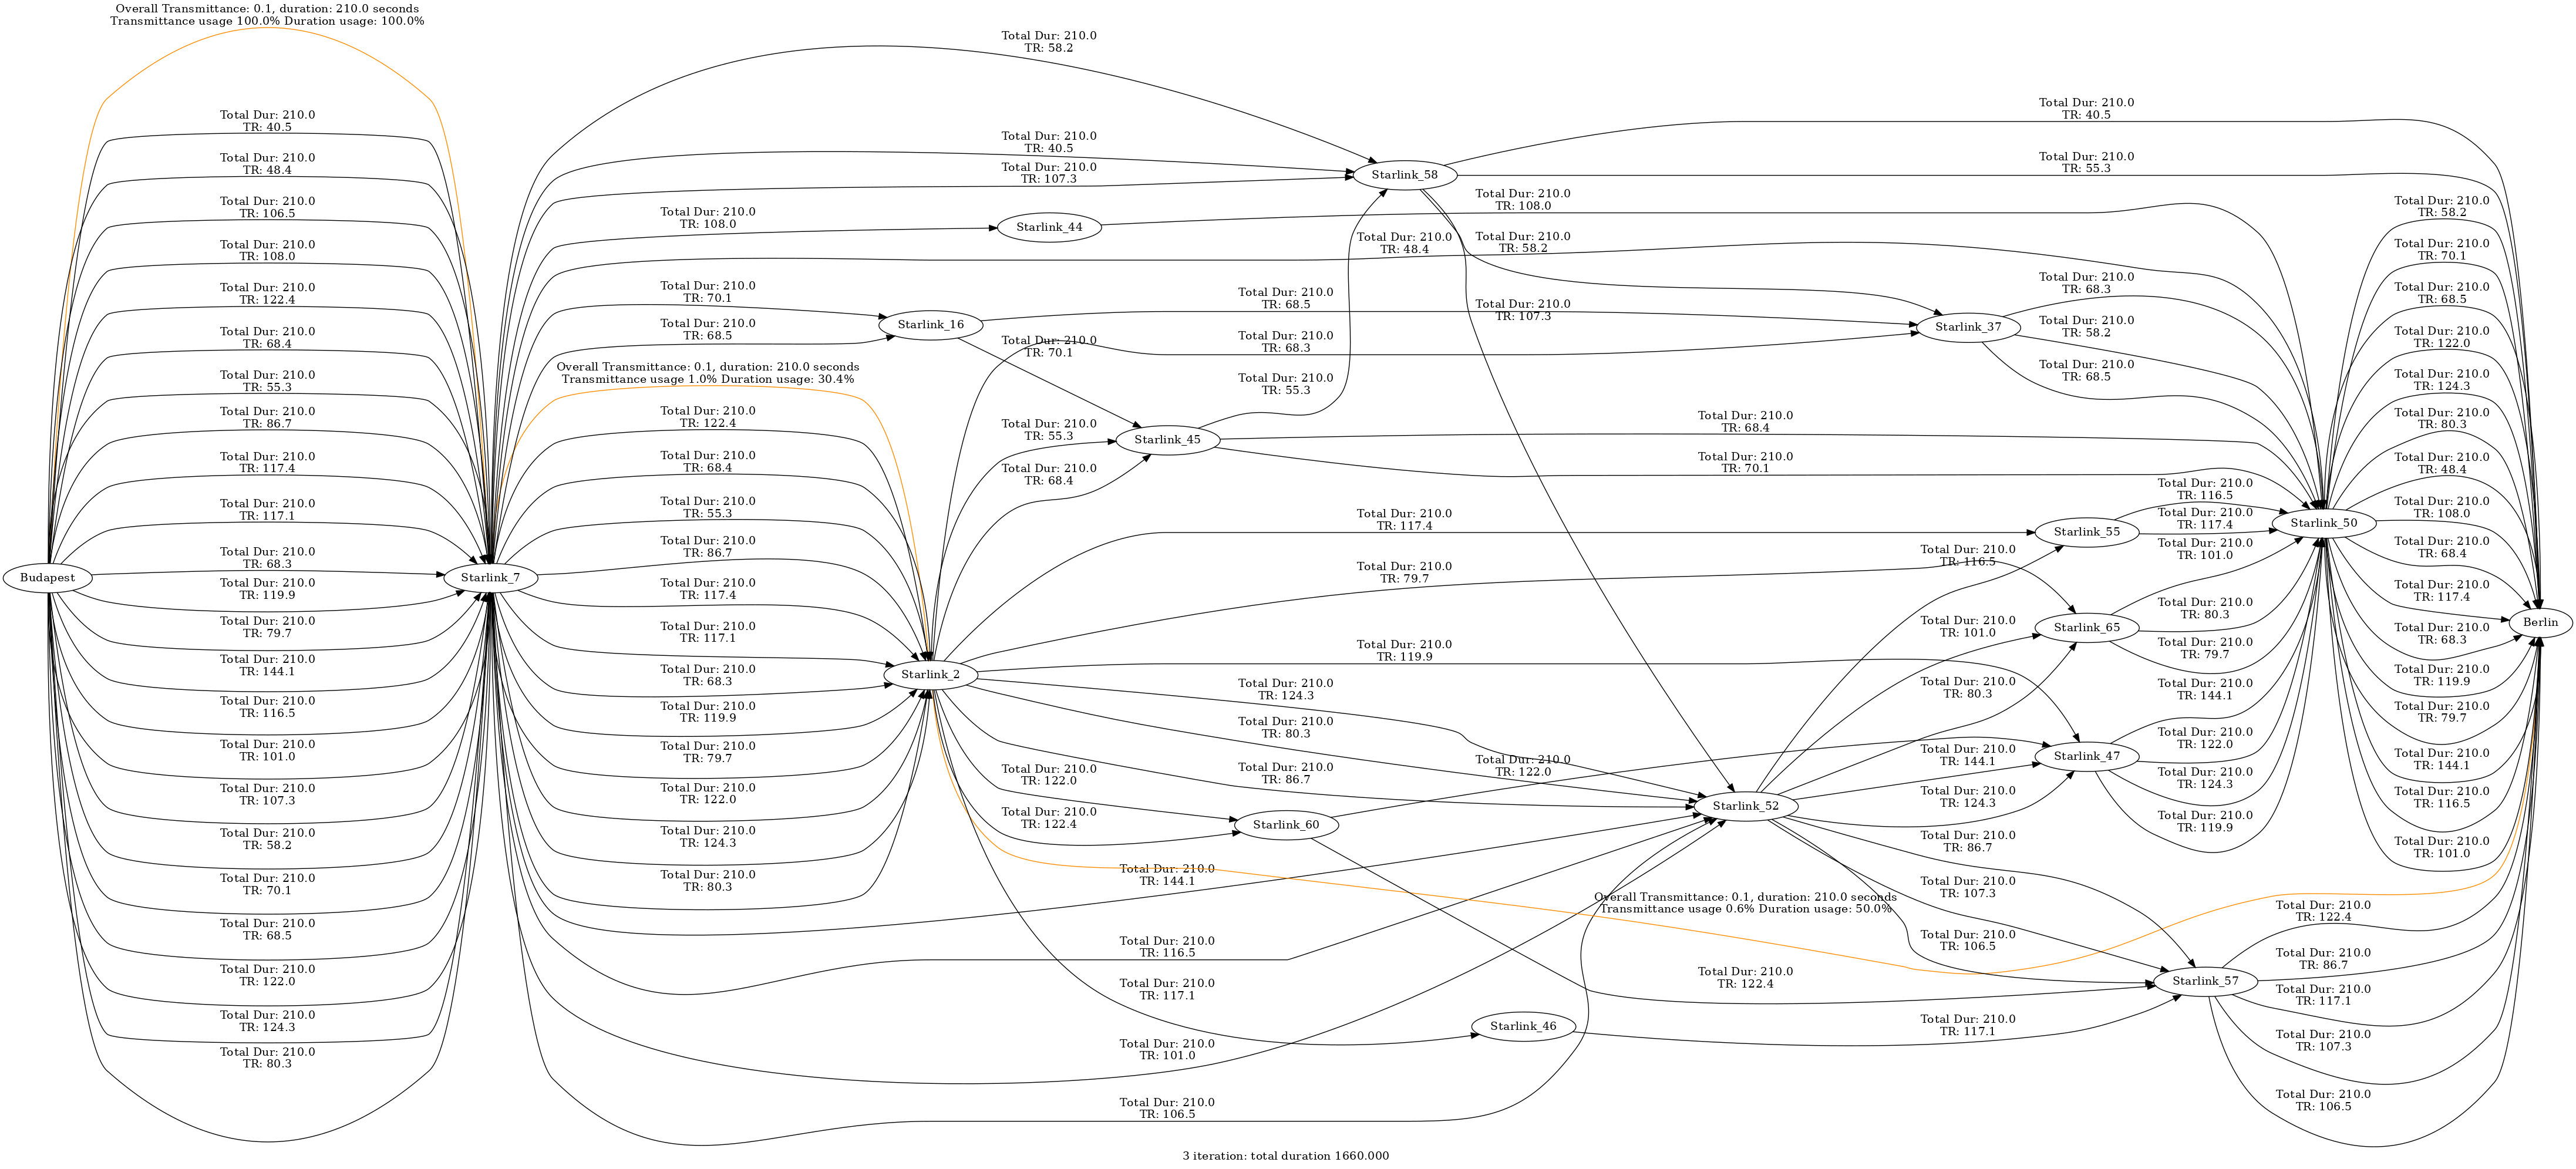 Overall Transmittance: 0.1, duration: 210.0 seconds
Transmittance usage 100.0% Duration usage: 100.0%
Total Dur: 210.0
TR: 40.5
Total Dur: 210.0
TR: 48.4
Total Dur: 210.0
TR: 106.5
Total Dur: 210.0
TR: 108.0
Total Dur: 210.0
TR: 122.4
Total Dur: 210.0
TR: 68.4
Total Dur: 210.0
TR: 55.3
Total Dur: 210.0
TR: 86.7
Total Dur: 210.0
TR: 117.4
Total Dur: 210.0
TR: 117.1
Total Dur: 210.0
TR: 68.3
Total Dur: 210.0
TR: 119.9
Total Dur: 210.0
TR: 79.7
Total Dur: 210.0
TR: 144.1
Total Dur: 210.0
TR: 116.5
Total Dur: 210.0
TR: 101.0
Total Dur: 210.0
TR: 107.3
Total Dur: 210.0
TR: 58.2
Total Dur: 210.0
TR: 70.1
Total Dur: 210.0
TR: 68.5
Total Dur: 210.0
TR: 122.0
Total Dur: 210.0
TR: 124.3
Total Dur: 210.0
TR: 80.3
Budapest
Starlink_7
Total Dur: 210.0
TR: 58.2
Total Dur: 210.0
TR: 40.5
Total Dur: 210.0
TR: 107.3
Total Dur: 210.0
TR: 108.0
Total Dur: 210.0
TR: 48.4
Total Dur: 210.0
TR: 70.1
Total Dur: 210.0
TR: 68.5
Overall Transmittance: 0.1, duration: 210.0 seconds
Transmittance usage 1.0% Duration usage: 30.4%
Total Dur: 210.0
TR: 122.4
Total Dur: 210.0
TR: 68.4
Total Dur: 210.0
TR: 55.3
Total Dur: 210.0
TR: 86.7
Total Dur: 210.0
TR: 117.4
Total Dur: 210.0
TR: 117.1
Total Dur: 210.0
TR: 68.3
Total Dur: 210.0
TR: 119.9
Total Dur: 210.0
TR: 79.7
Total Dur: 210.0
TR: 122.0
Total Dur: 210.0
TR: 124.3
Total Dur: 210.0
TR: 80.3
Total Dur: 210.0
TR: 144.1
Total Dur: 210.0
TR: 116.5
Total Dur: 210.0
TR: 101.0
Total Dur: 210.0
TR: 106.5
Starlink_44
Starlink_16
Starlink_2
Total Dur: 210.0
TR: 68.5
Total Dur: 210.0
TR: 70.1
Total Dur: 210.0
TR: 68.3
Total Dur: 210.0
TR: 55.3
Total Dur: 210.0
TR: 68.4
Total Dur: 210.0
TR: 117.4
Total Dur: 210.0
TR: 79.7
Total Dur: 210.0
TR: 119.9
Total Dur: 210.0
TR: 124.3
Total Dur: 210.0
TR: 80.3
Total Dur: 210.0
TR: 86.7
Total Dur: 210.0
TR: 122.0
Total Dur: 210.0
TR: 122.4
Total Dur: 210.0
TR: 117.1
Overall Transmittance: 0.1, duration: 210.0 seconds
Transmittance usage 0.6% Duration usage: 50.0%
Starlink_45
Total Dur: 210.0
TR: 55.3
Total Dur: 210.0
TR: 68.4
Total Dur: 210.0
TR: 70.1
Starlink_60
Total Dur: 210.0
TR: 122.0
Total Dur: 210.0
TR: 122.4
Starlink_58
Total Dur: 210.0
TR: 40.5
Total Dur: 210.0
TR: 55.3
Total Dur: 210.0
TR: 108.0
Total Dur: 210.0
TR: 58.2
Total Dur: 210.0
TR: 107.3
Starlink_46
Total Dur: 210.0
TR: 117.1
Starlink_52
Total Dur: 210.0
TR: 116.5
Total Dur: 210.0
TR: 101.0
Total Dur: 210.0
TR: 80.3
Total Dur: 210.0
TR: 144.1
Total Dur: 210.0
TR: 124.3
Total Dur: 210.0
TR: 86.7
Total Dur: 210.0
TR: 107.3
Total Dur: 210.0
TR: 106.5
Starlink_37
Total Dur: 210.0
TR: 68.3
Total Dur: 210.0
TR: 58.2
Total Dur: 210.0
TR: 68.5
Starlink_55
Total Dur: 210.0
TR: 116.5
Total Dur: 210.0
TR: 117.4
Starlink_65
Total Dur: 210.0
TR: 101.0
Total Dur: 210.0
TR: 80.3
Total Dur: 210.0
TR: 79.7
Starlink_47
Total Dur: 210.0
TR: 144.1
Total Dur: 210.0
TR: 122.0
Total Dur: 210.0
TR: 124.3
Total Dur: 210.0
TR: 119.9
Starlink_57
Total Dur: 210.0
TR: 122.4
Total Dur: 210.0
TR: 86.7
Total Dur: 210.0
TR: 117.1
Total Dur: 210.0
TR: 107.3
Total Dur: 210.0
TR: 106.5
Starlink_50
Total Dur: 210.0
TR: 58.2
Total Dur: 210.0
TR: 70.1
Total Dur: 210.0
TR: 68.5
Total Dur: 210.0
TR: 122.0
Total Dur: 210.0
TR: 124.3
Total Dur: 210.0
TR: 80.3
Total Dur: 210.0
TR: 48.4
Total Dur: 210.0
TR: 108.0
Total Dur: 210.0
TR: 68.4
Total Dur: 210.0
TR: 117.4
Total Dur: 210.0
TR: 68.3
Total Dur: 210.0
TR: 119.9
Total Dur: 210.0
TR: 79.7
Total Dur: 210.0
TR: 144.1
Total Dur: 210.0
TR: 116.5
Total Dur: 210.0
TR: 101.0
Berlin
3 iteration: total duration 1660.000